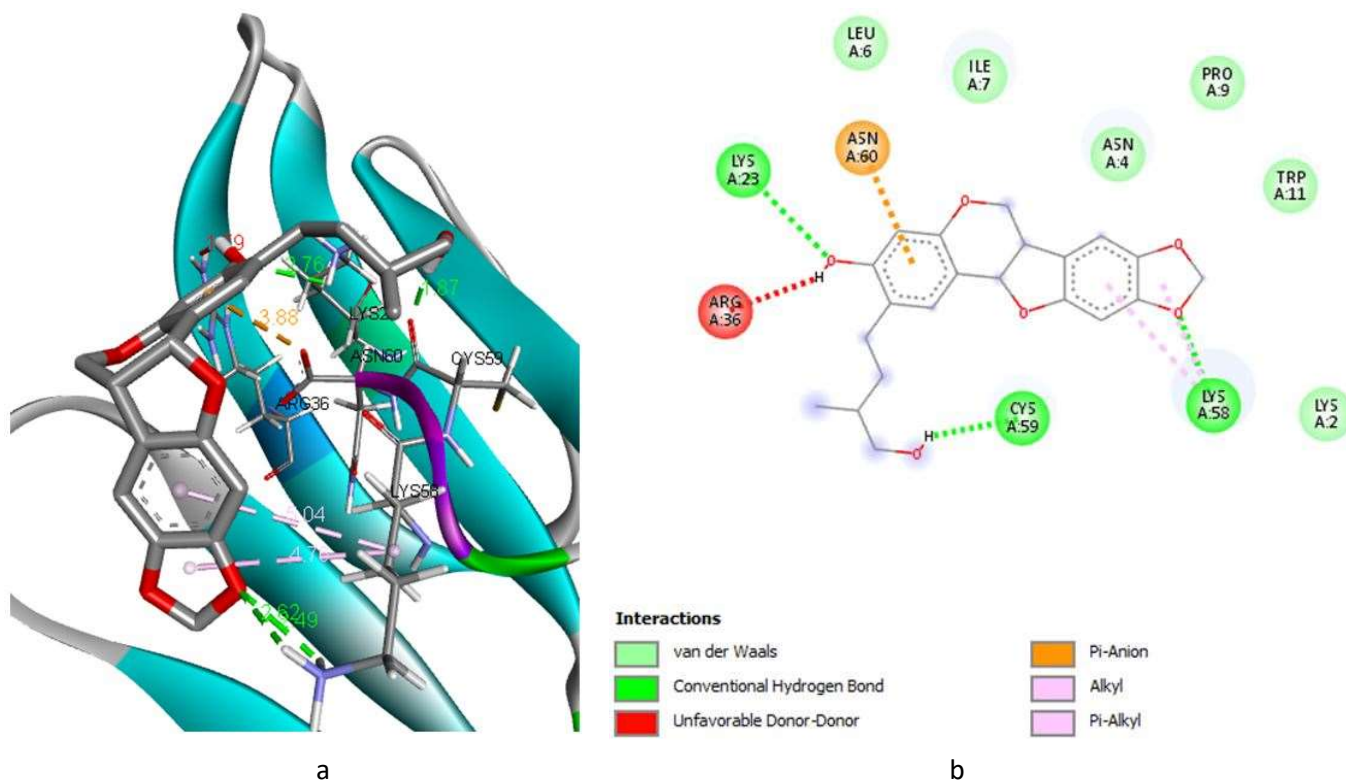 3.88
LYS2
ASN60
CYS59
ARG36
LYS58
5.04
LEU
A:6
ILE
A:7
PRO
A:9
ASN
A:60
ASN
A:4
LYS
A:23
TRP
A:11
ARG
A:36
CYS
A:59
LYS
A:58
LYS
A:2
H
O
O
O
O
O
O
H
Interactions
van der Waals
Pi-Anion
Conventional Hydrogen Bond
Alkyl
Unfavorable Donor-Donor
Pi-Alkyl
a
b